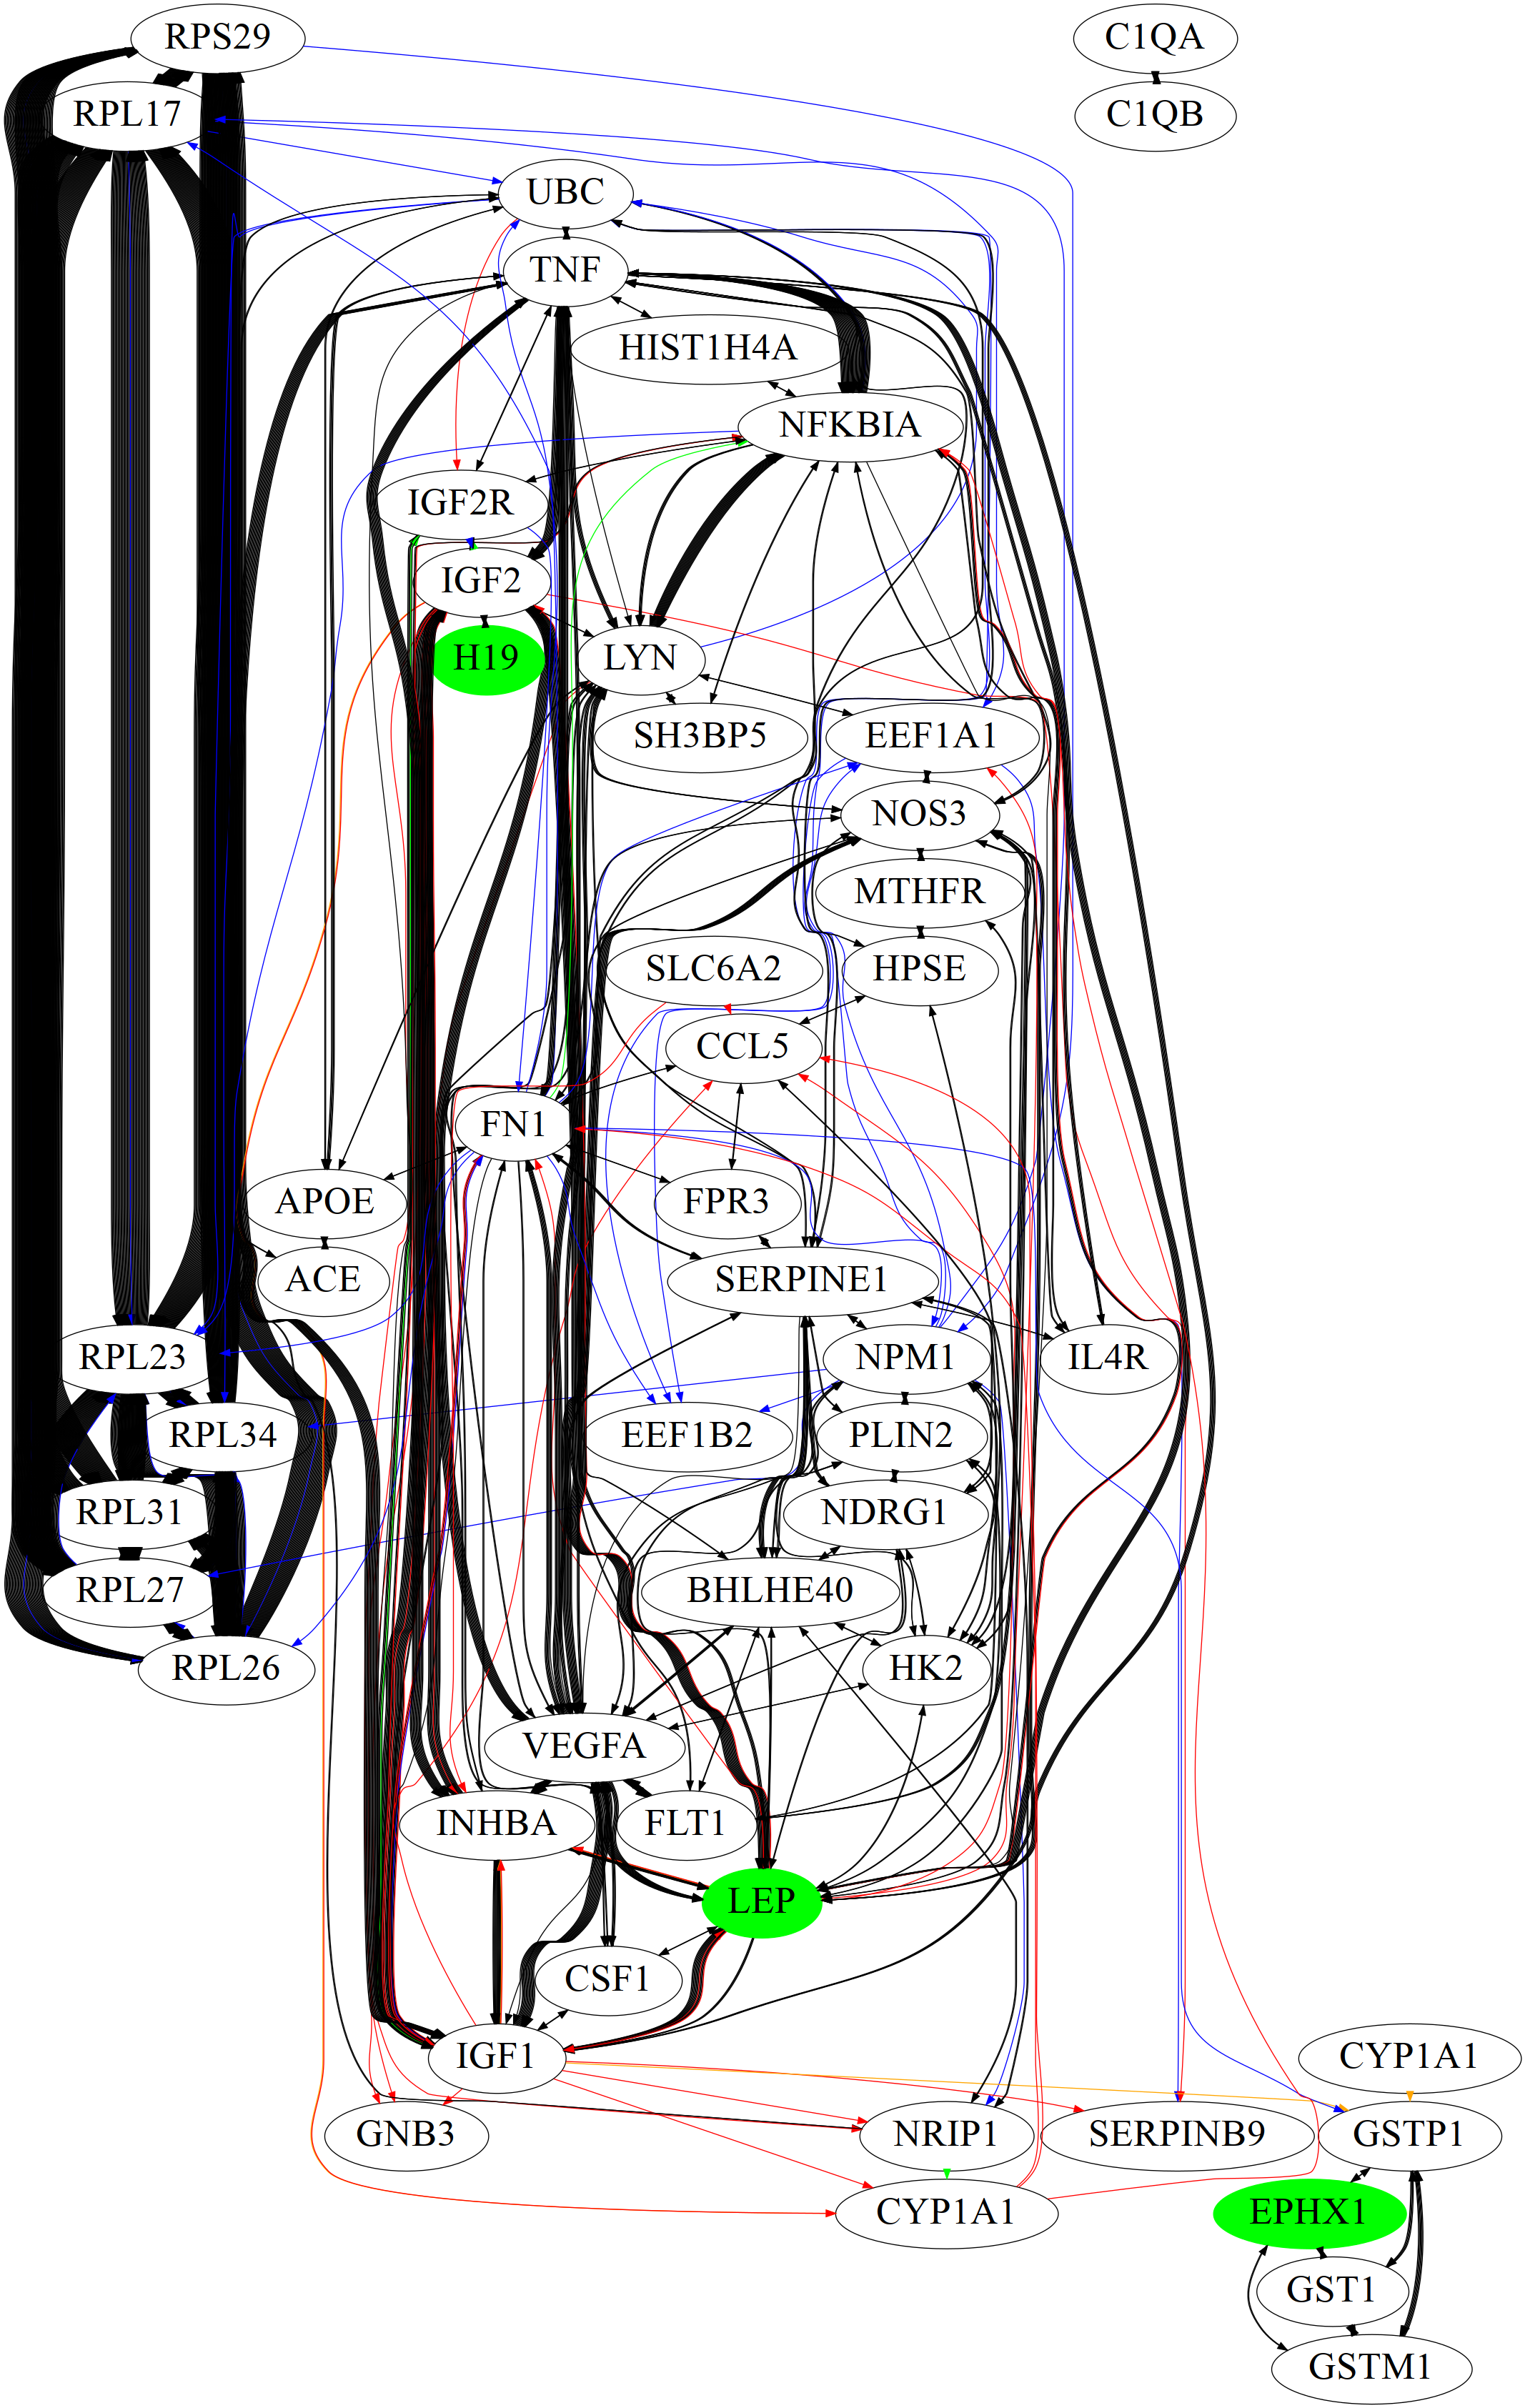 RPS29
C1QA
RPL17
C1QB
UBC
TNF
HIST1H4A
NFKBIA
IGF2R
IGF2
H19
LYN
SH3BP5
EEF1A1
NOS3
MTHFR
SLC6A2
HPSE
CCL5
FN1
APOE
FPR3
ACE
SERPINE1
RPL23
NPM1
IL4R
RPL34
EEF1B2
PLIN2
RPL31
NDRG1
RPL27
BHLHE40
RPL26
HK2
VEGFA
INHBA
FLT1
LEP
CSF1
IGF1
CYP1A1
GNB3
NRIP1
SERPINB9
GSTP1
CYP1A1
EPHX1
GST1
GSTM1